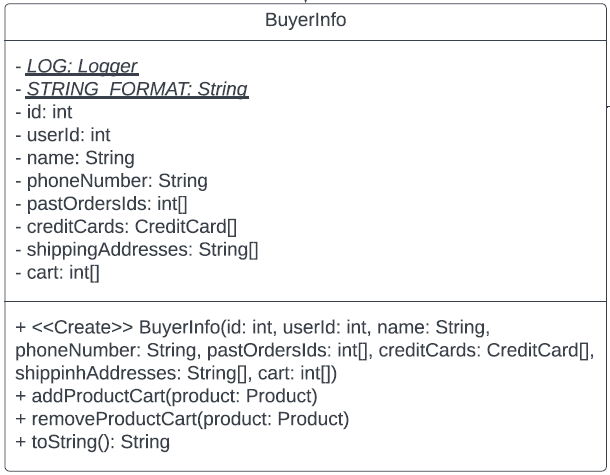 BuyerInfo
- LOG: Logger
- STRING_FORMAT: String
- id: int
- userId: int
- name: String
- phoneNumber: String
- pastOrdersIds: int[]
- creditCards: CreditCard[]
- shippingAddresses: String[]
- cart: int[]
+ <<Create>> BuyerInfo(id: int, userId: int, name: String,
phoneNumber: String, pastOrdersIds: int[], creditCards: CreditCard[],
shippinhAddresses: String[], cart: int[])
+ addProductCart(product: Product)
+ removeProductCart(product: Product)
+ toString(): String